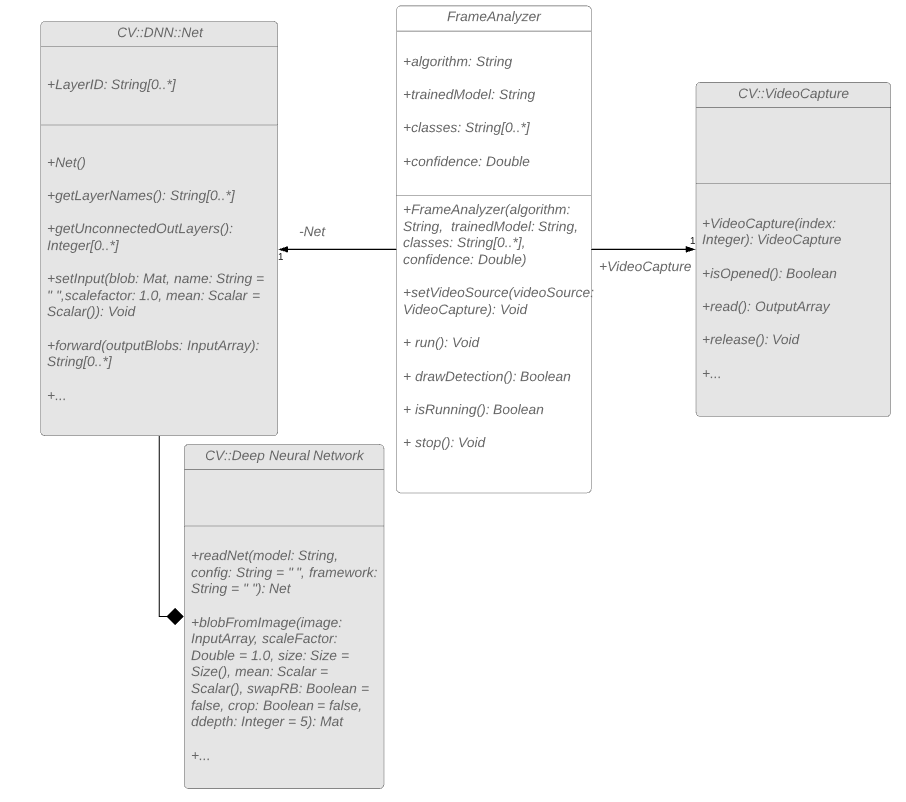 CV::DNN::Net
+LayerID: String[0..*]
+Net()
+getLayerNames(): String[0..*]
+getUnconnectedOutLayers():
Integer[0..*]
+setInput(blob: Mat, name: String =
" ",scalefactor: 1.0, mean: Scalar =
Scalar()): Void
+forward(outputBlobs: InputArray):
String[0..*]
+...
-Net
1
FrameAnalyzer
+algorithm: String
+trainedModel: String
+classes: String[0..*]
+confidence: Double
+FrameAnalyzer(algorithm:
String, trainedModel: String,
classes: String[0..*],
confidence: Double)
+setVideoSource(videoSource:
VideoCapture): Void
+ run(): Void
+ drawDetection(): Boolean
+ isRunning(): Boolean
+ stop(): Void
1
+VideoCapture
CV::VideoCapture
+VideoCapture(index:
Integer): VideoCapture
+isOpened(): Boolean
+read(): OutputArray
+release(): Void
+...
CV::Deep Neural Network
+readNet(model: String,
config: String = " ", framework:
String = " "): Net
+blobFromImage(image:
InputArray, scaleFactor:
Double = 1.0, size: Size =
Size(), mean: Scalar =
Scalar(), swapRB: Boolean =
false, crop: Boolean = false,
ddepth: Integer = 5): Mat
+...